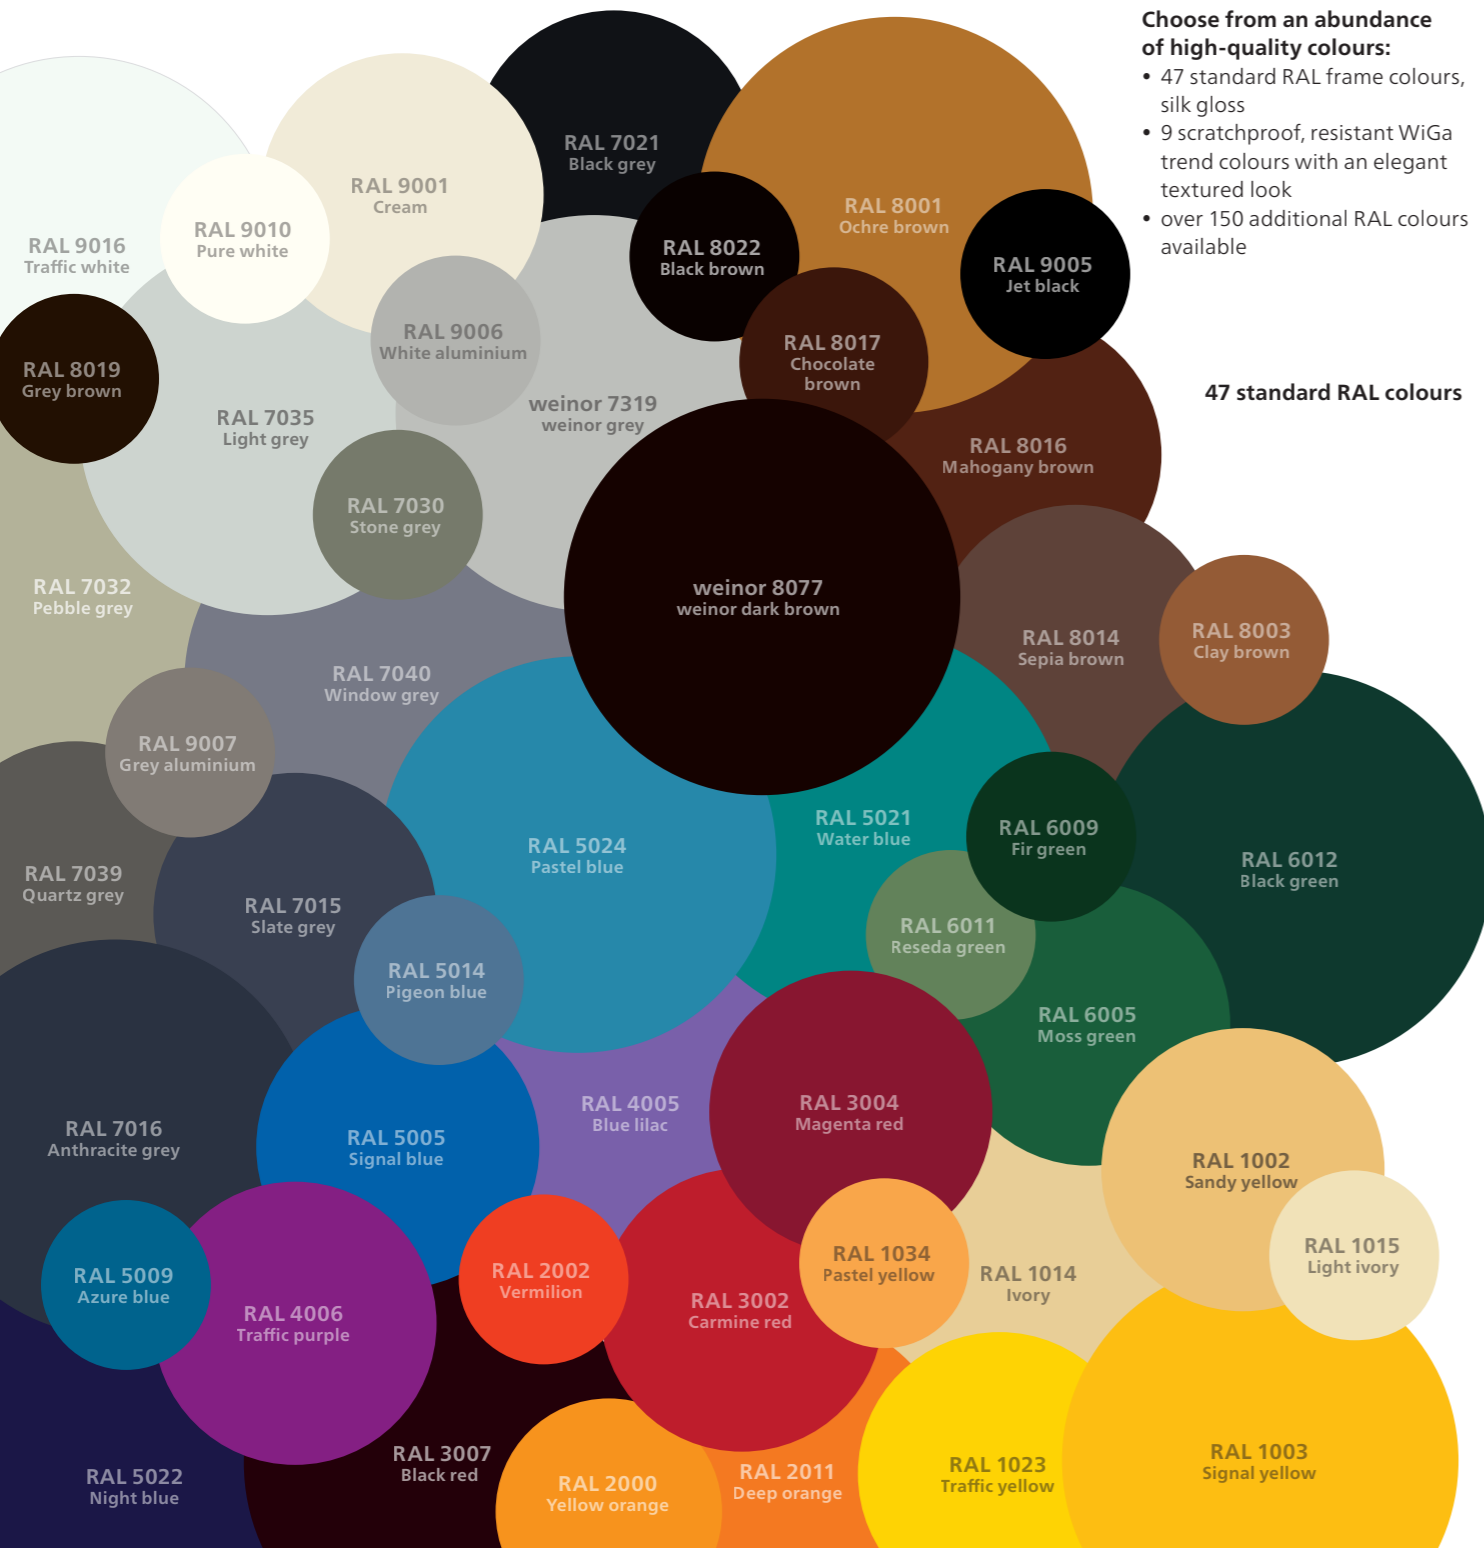 Choose from an abundance
of high-quality colours:
• 47 standard RAL frame colours,
silk gloss
• 9 scratchproof, resistant WiGa
trend colours with an elegant
textured look
• over 150 additional RAL colours
available
47 standard RAL colours
RAL 7021
Black grey
RAL 9001
Cream
RAL 8001
Ochre brown
RAL 9010
Pure white
RAL 9016
Traffic white
RAL 8022
Black brown
RAL 9005
Jet black
RAL 9006
White aluminium
RAL 8017
Chocolate
brown
RAL 8019
Grey brown
weinor 7319
weinor grey
RAL 7035
Light grey
RAL 8016
Mahogany brown
RAL 7030
Stone grey
RAL 7032
Pebble grey
weinor 8077
weinor dark brown
RAL 8014
Sepia brown
RAL 8003
Clay brown
RAL 7040
Window grey
RAL 9007
Grey aluminium
RAL 5021
Water blue
RAL 6009
Fir green
RAL 5024
Pastel blue
RAL 6012
Black green
RAL 7039
Quartz grey
RAL 7015
Slate grey
RAL 6011
Reseda green
RAL 5014
Pigeon blue
RAL 6005
Moss green
RAL 4005
Blue lilac
RAL 3004
Magenta red
RAL 7016
Anthracite grey
RAL 5005
Signal blue
RAL 1002
Sandy yellow
RAL 1015
Light ivory
RAL 1034
Pastel yellow
RAL 2002
Vermilion
RAL 1014
Ivory
RAL 5009
Azure blue
RAL 3002
Carmine red
RAL 4006
Traffic purple
RAL 3007
Black red
RAL 1003
Signal yellow
RAL 1023
Traffic yellow
RAL 2011
Deep orange
RAL 5022
Night blue
RAL 2000
Yellow orange